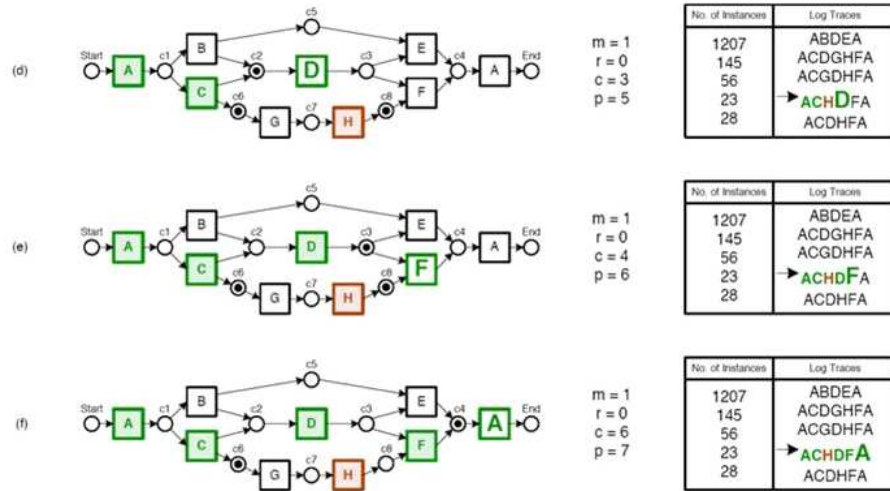 c5
B
E
Start
c1
c2
c3
c4
End
(d)
A
D
A
C
F
c6
c7
c8
G
H
m = 1
r = 0
c = 3
p = 5
No. of Instances Log Traces
1207 ABDEA
145 ACDGHFA
56 ACGDHFA
23 ACHDFA
28 ACDHFA
c5
B
E
Start
c1
c2
c3
c4
End
(e)
A
D
A
C
F
c6
c7
c8
G
H
m = 1
r = 0
c = 4
p = 6
No. of Instances Log Traces
1207 ABDEA
145 ACDGHFA
56 ACGDHFA
23 ACHDFA
28 ACDHFA
c5
B
E
Start
c1
c2
c3
c4
End
(f)
A
D
A
C
F
c6
c7
c8
G
H
m = 1
r = 0
c = 6
p = 7
No. of Instances Log Traces
1207 ABDEA
145 ACDGHFA
56 ACGDHFA
23 ACHDFA
28 ACDHFA